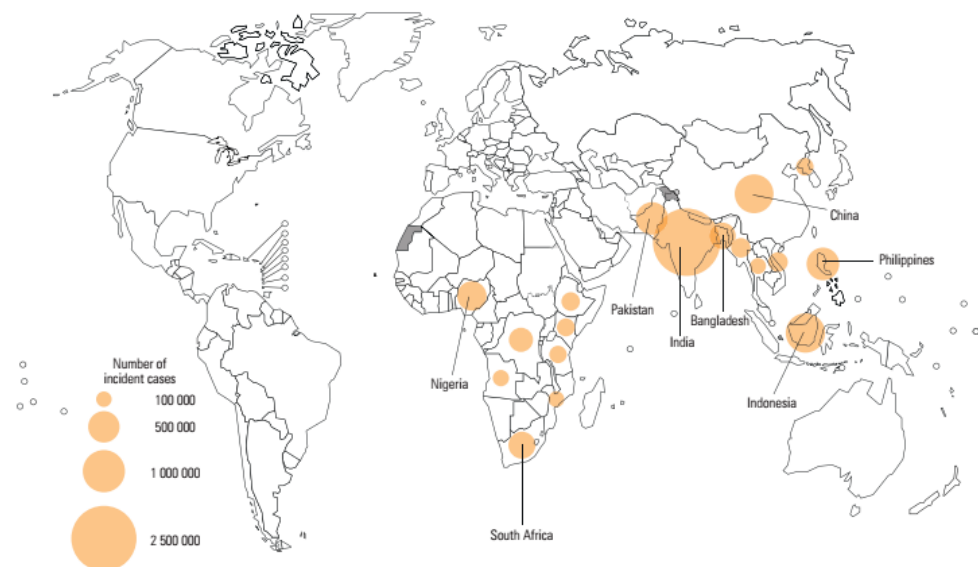 China
Philippines
Pakistan
Bangladesh
India
Nigeria
Indonesia
South Africa
Number of
incident cases
100 000
500 000
1 000 000
2 500 000